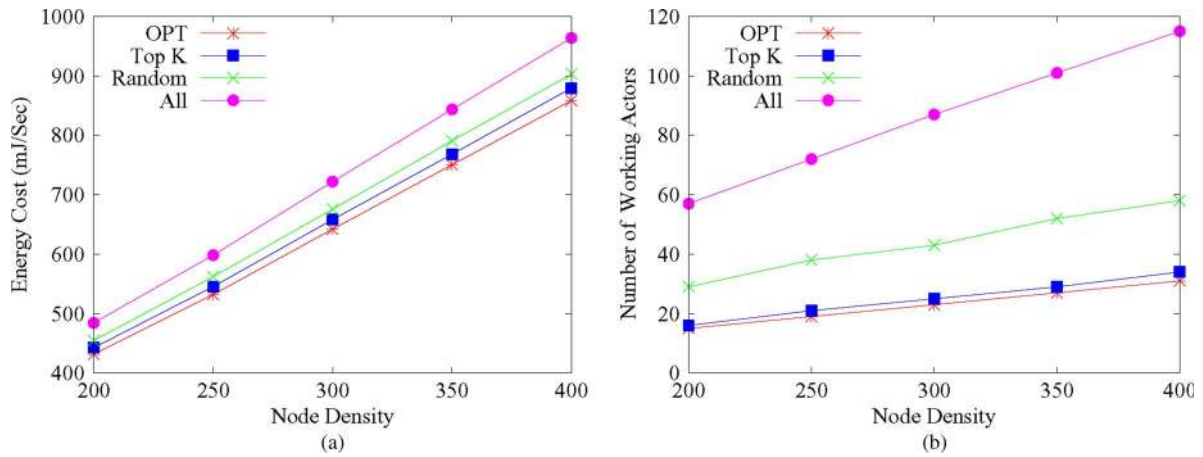 1000
900
800
700
600
500
400
Energy Cost (mJ/Sec)
OPT
Top K
Random
All
200 250 300 350 400
Node Density
(a)
120
100
80
60
40
20
0
Number of Working Actors
OPT
Top K
Random
All
200 250 300 350 400
Node Density
(b)